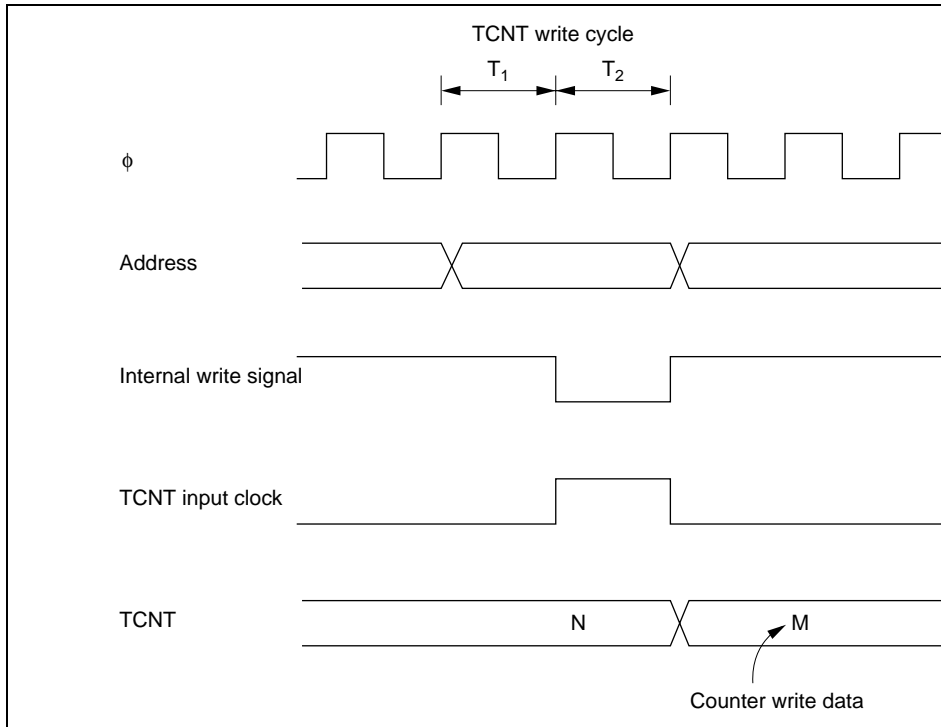 TCNT write cycle
T1 T2
ϕ
Address
Internal write signal
TCNT input clock
TCNT
N M
Counter write data